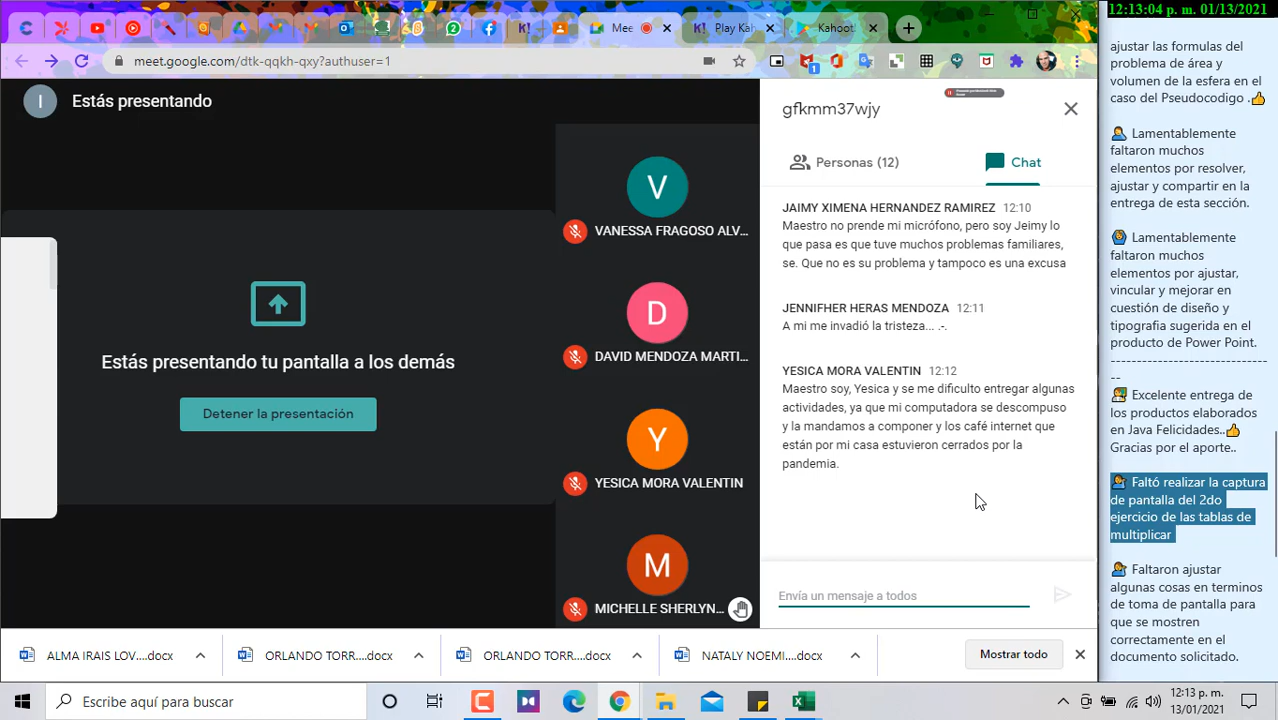 12:13:04 p. m. 01/13/2021
Mee
Play Kah
Kahoot!
meet.google.com/dtk-qqkh-qxy?authuser=1
I
Estás presentando
Estás presentando tu pantalla a los demás
Detener la presentación
V
VANESSA FRAGOSO ALV...
D
DAVID MENDOZA MARTI...
Y
YESICA MORA VALENTIN
M
MICHELLE SHERLYN...
gfkmm37wjy
Personas (12)
Chat
JAIMY XIMENA HERNANDEZ RAMIREZ 12:10
Maestro no prende mi micrófono, pero soy Jeimy lo
que pasa es que tuve muchos problemas familiares,
se. Que no es su problema y tampoco es una excusa
JENNIFHER HERAS MENDOZA 12:11
A mi me invadió la tristeza... .-.
YESICA MORA VALENTIN 12:12
Maestro soy, Yesica y se me dificulto entregar algunas
actividades, ya que mi computadora se descompuso
y la mandamos a componer y los café internet que
están por mi casa estuvieron cerrados por la
pandemia.
Envía un mensaje a todos
ajustar las formulas del
problema de área y
volumen de la esfera en el
caso del Pseudocodigo .👍
Lamentablemente
faltaron muchos
elementos por resolver,
ajustar y compartir en la
entrega de esta sección.
Lamentablemente
faltaron muchos
elementos por ajustar,
vincular y mejorar en
cuestión de diseño y
tipografia sugerida en el
producto de Power Point.
------------------------------
--
Excelente entrega de
los productos elaborados
en Java Felicidades..👍
Gracias por el aporte..
Faltó realizar la captura
de pantalla del 2do
ejercicio de las tablas de
multiplicar
Faltaron ajustar
algunas cosas en terminos
de toma de pantalla para
que se mostren
correctamente en el
documento solicitado.
ALMA IRAIS LOV....docx
ORLANDO TORR....docx
ORLANDO TORR....docx
NATALY NOEMI....docx
Mostrar todo
Escribe aquí para buscar
12:13 p. m.
13/01/2021